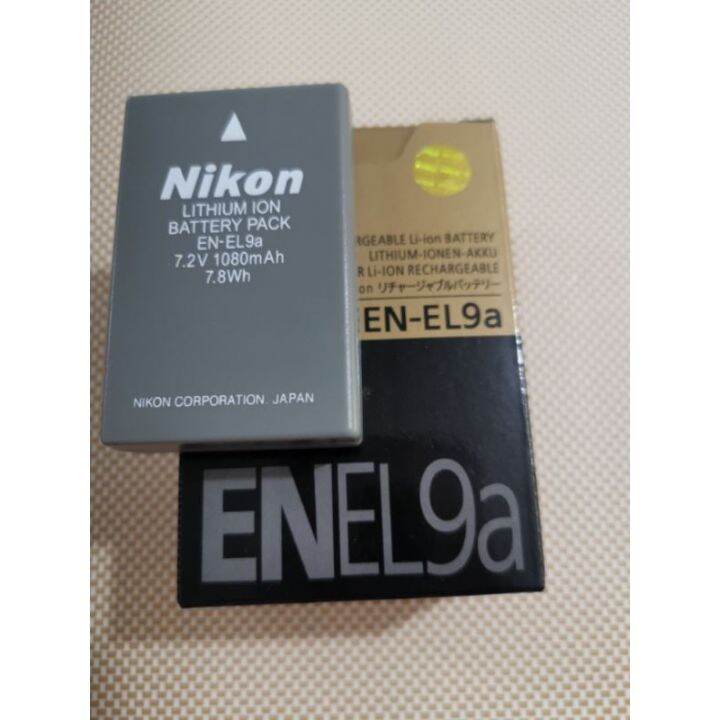 Nikon
LITHIUM ION
BATTERY PACK
EN-EL9a
7.2V 1080mAh
7.8Wh
NIKON CORPORATION. JAPAN
RGEABLE Li-ion BATTERY
LITHIUM-IONEN-AKKU
R Li-ION RECHARGEABLE
on リチャージャブルバッテリー
EN-EL9a
ENEL9a